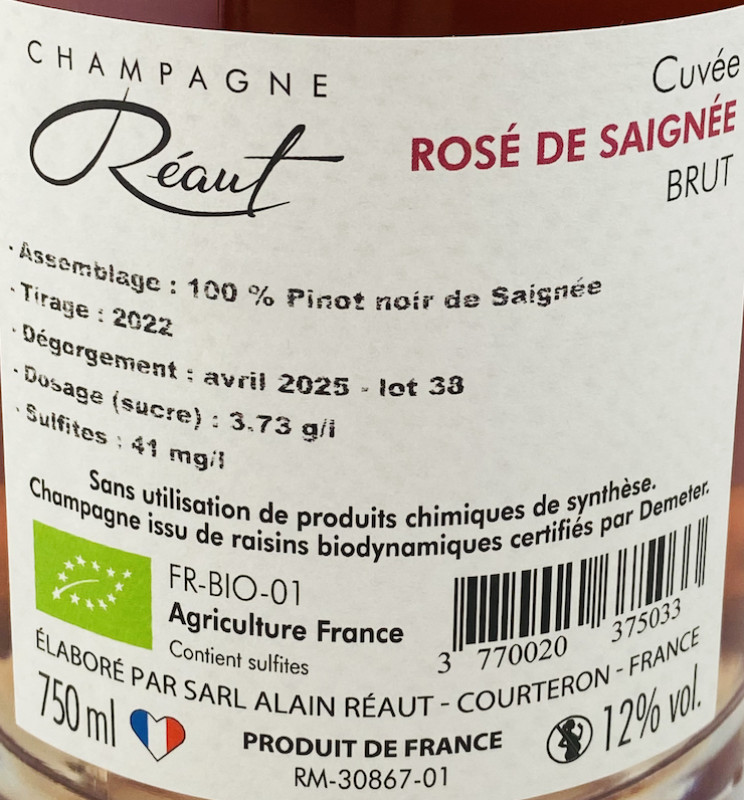 CHAMPAGNE
Réaut
Cuvée
ROSÉ DE SAIGNÉE
BRUT
· Assemblage : 100 % Pinot noir de Saignée
· Tirage : 2022
· Dégorgement : avril 2025 - lot 38
· Dosage (sucre) : 3.73 g/l
· Sulfites : 41 mg/l
Sans utilisation de produits chimiques de synthèse.
Champagne issu de raisins biodynamiques certifiés par Demeter.
FR-BIO-01
Agriculture France
Contient sulfites
3 770020 375033
ÉLABORÉ PAR SARL ALAIN RÉAUT - COURTERON - FRANCE
750 ml
PRODUIT DE FRANCE
12% vol.
RM-30867-01